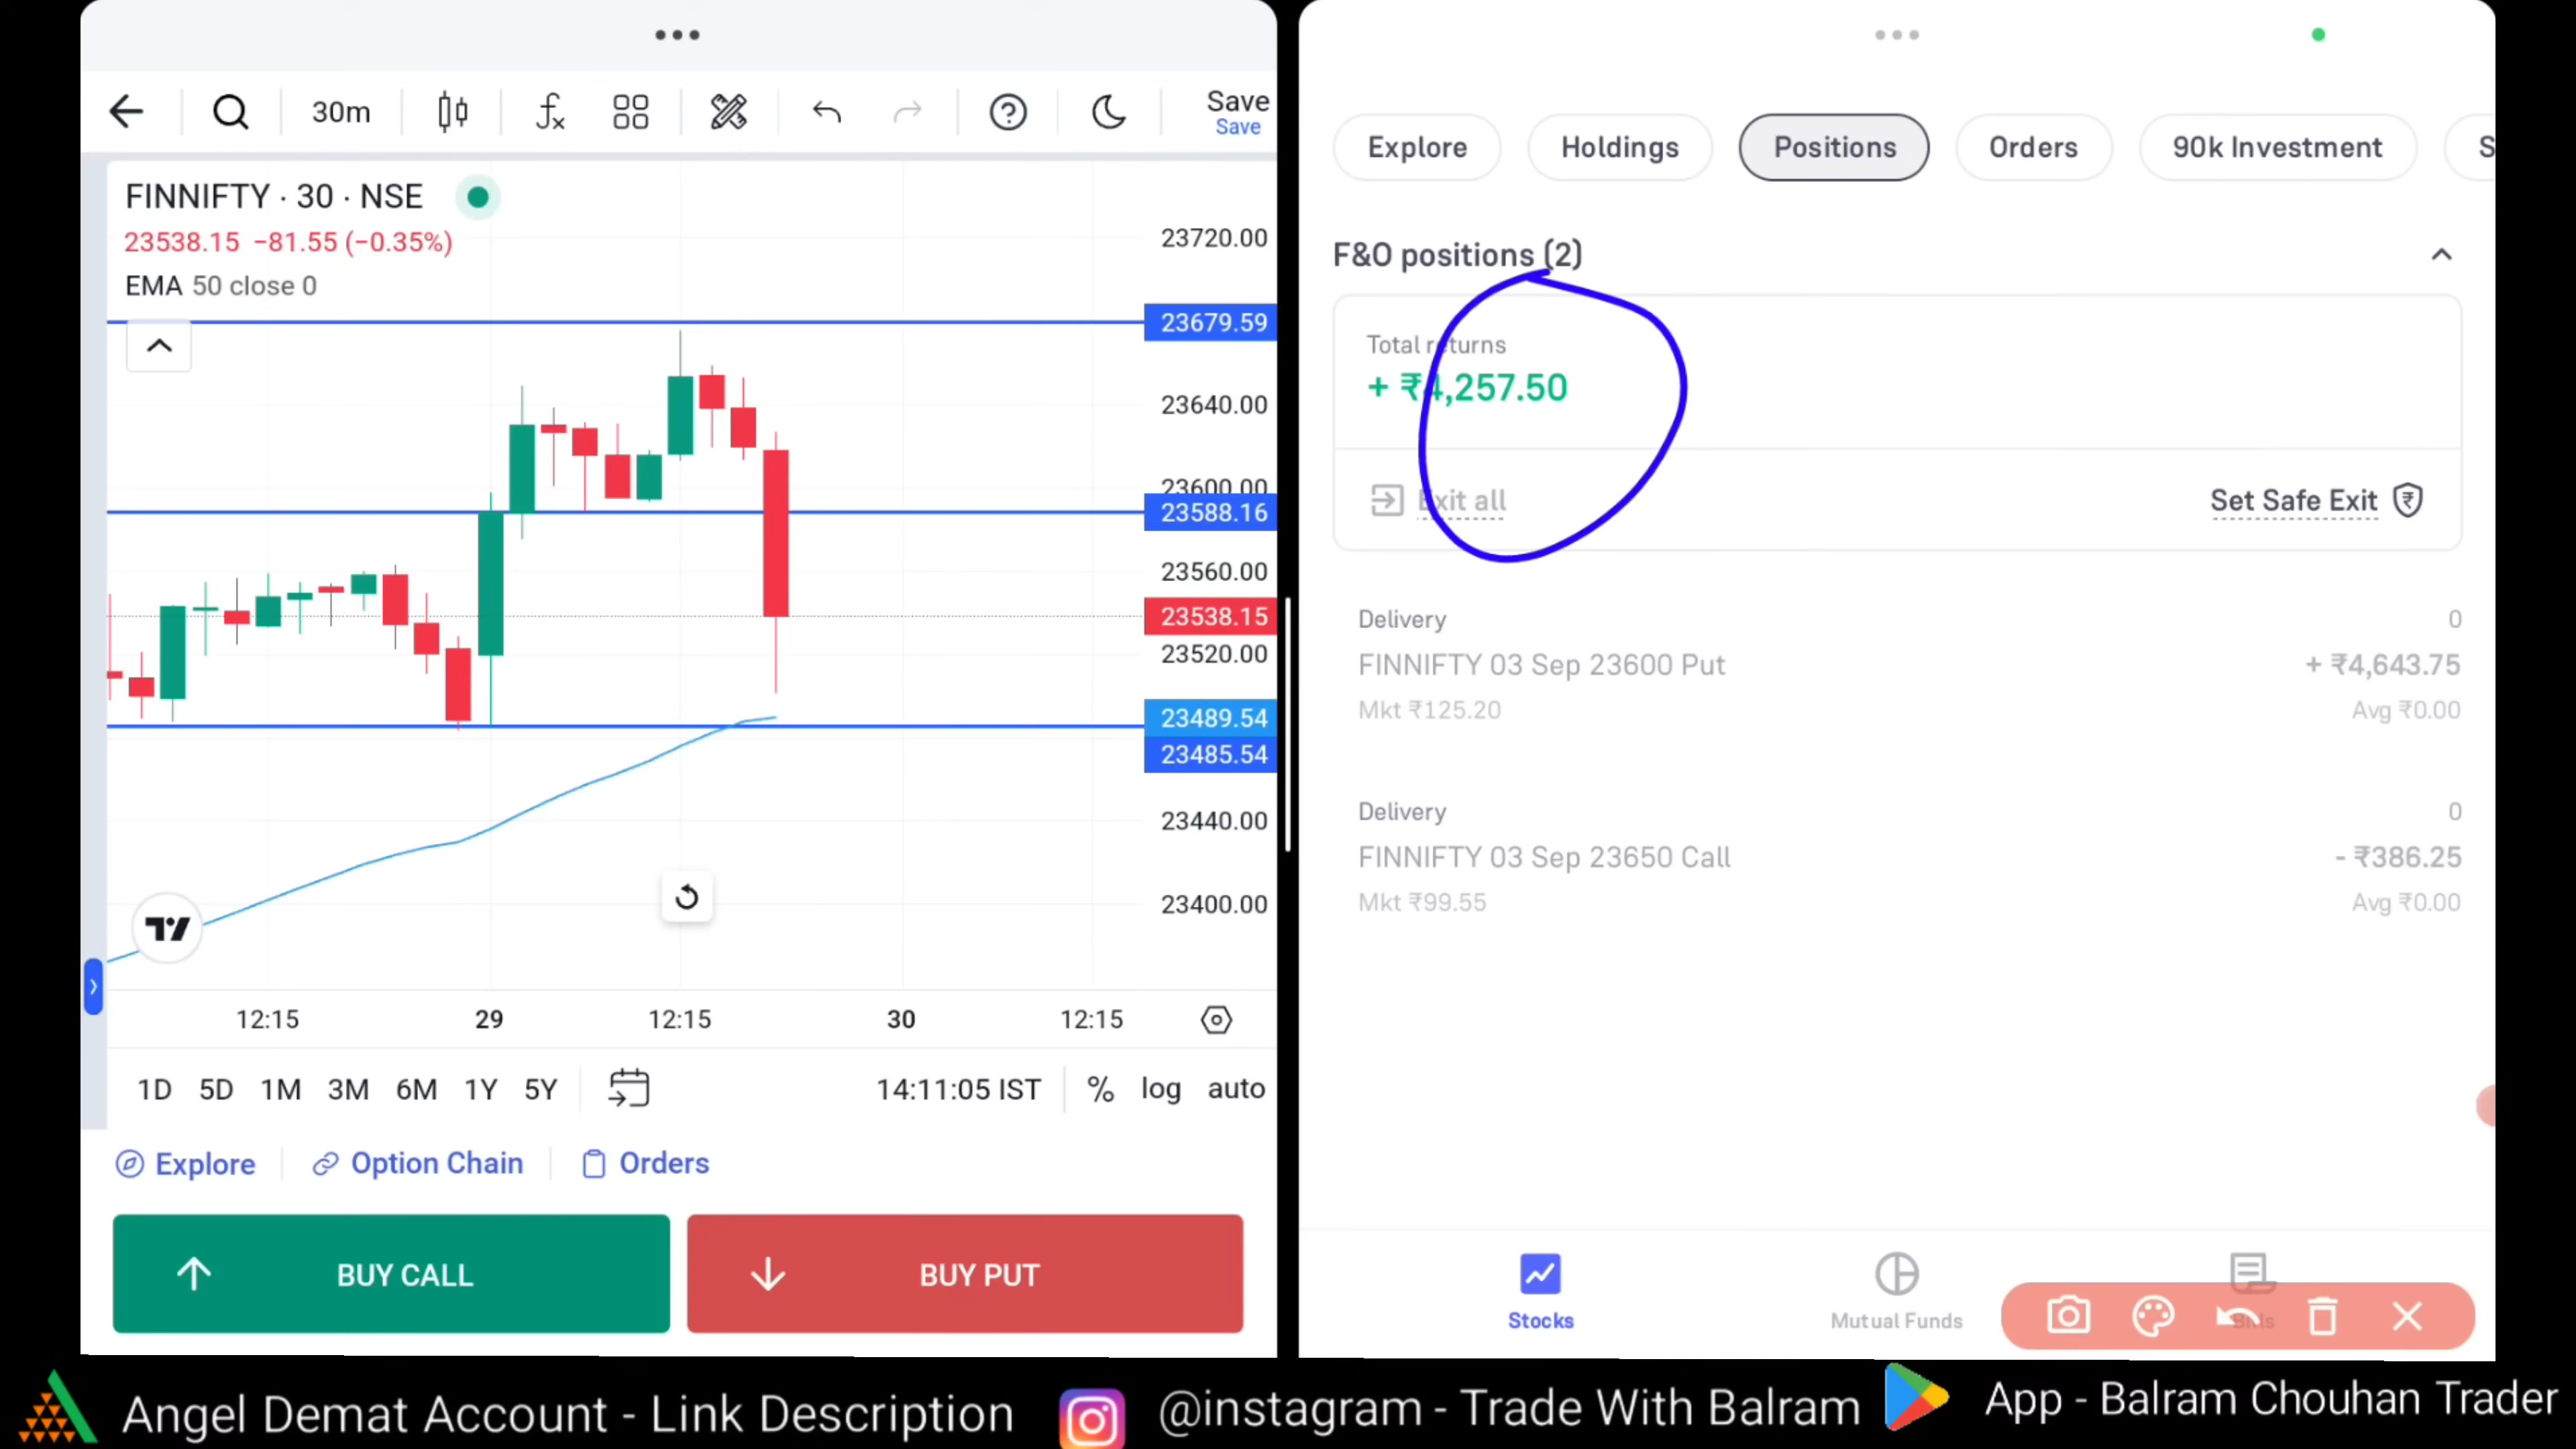 30m
Save
Save
FINNIFTY · 30 · NSE
23538.15 −81.55 (−0.35%)
EMA 50 close 0
23720.00
23679.59
23640.00
23600.00
23588.16
23560.00
23538.15
23520.00
23489.54
23485.54
23440.00
23400.00
12:15
29
12:15
30
12:15
1D 5D 1M 3M 6M 1Y 5Y
14:11:05 IST
% log auto
Explore
Option Chain
Orders
BUY CALL
BUY PUT
Explore
Holdings
Positions
Orders
90k Investment
S
F&O positions (2)
Total returns
+ ₹4,257.50
Exit all
Set Safe Exit
Delivery 0
FINNIFTY 03 Sep 23600 Put + ₹4,643.75
Mkt ₹125.20 Avg ₹0.00
Delivery 0
FINNIFTY 03 Sep 23650 Call - ₹386.25
Mkt ₹99.55 Avg ₹0.00
Stocks
Mutual Funds
Angel Demat Account - Link Description
@instagram - Trade With Balram
App - Balram Chouhan Trader